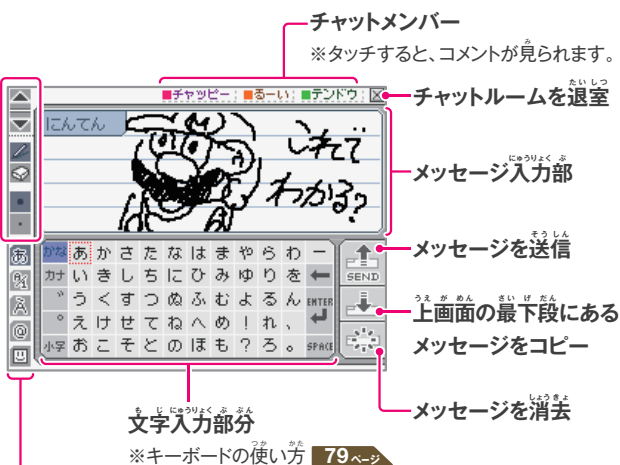 チャットメンバー
※タッチすると、コメントが見られます。
■チャッピー: ■るーい: ■テンドウ: ☒
チャットルームを退室
にんてん
これで
わかる?
メッセージ入力部
かな あ か さ た な は ま や ら わ ー
カナ い き し ち に ひ み ゆ り を ←
゛ う く す つ ぬ ふ む よ る ん ENTER
゜ え け せ て ね へ め ! れ 、
小字 お こ そ と の ほ も ? ろ 。 SPACE
あ
@
SEND
メッセージを送信
上画面の最下段にある
メッセージをコピー
メッセージを消去
文字入力部分
※キーボードの使い方 79ページ